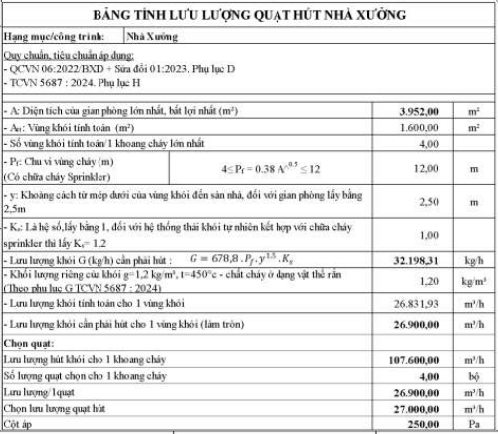 BẢNG TÍNH LƯU LƯỢNG QUẠT HÚT NHÀ XƯỞNG
Hạng mục/công trình: Nhà Xưởng
Quy chuẩn, tiêu chuẩn áp dụng:
- QCVN 06:2022/BXD + Sửa đổi 01:2023. Phụ lục D
- TCVN 5687 : 2024. Phụ lục H
- A: Diện tích của gian phòng lớn nhất, bất lợi nhất (m²) 3.952,00 m²
- Aₖ: Vùng khói tính toán (m²) 1.600,00 m²
- Số vùng khói tính toán/1 khoang cháy lớn nhất 4,00
- Pf: Chu vi vùng cháy (m)
(Có chữa cháy Sprinkler) 4≤Pf = 0.38 A^0.5 ≤ 12 12,00 m
- y: Khoảng cách từ mép dưới của vùng khói đến sàn nhà, đối với gian phòng lấy bằng
2,5m 2,50 m
- Kₛ: Là hệ số,lấy bằng 1, đối với hệ thống thải khói tự nhiên kết hợp với chữa cháy
sprinkler thì lấy Kₛ= 1.2 1,00
- Lưu lượng khói G (kg/h) cần phải hút : G = 678,8 . Pf . y^1.5 . Kₛ 32.198,31 kg/h
- Khối lượng riêng của khói g=1,2 kg/m³, t=450°c - chất cháy ở dạng vật thể rắn
(Theo phụ lục G TCVN 5687 : 2024) 1,20 kg/m³
- Lưu lượng khói tính toán cho 1 vùng khói 26.831,93 m³/h
- Lưu lượng khói cần phải hút cho 1 vùng khói (làm tròn) 26.900,00 m³/h
Chọn quạt:
Lưu lượng hút khói cho 1 khoang cháy 107.600,00 m³/h
Số lượng quạt chọn cho 1 khoang cháy 4,00 bộ
Lưu lượng/1quạt 26.900,00 m³/h
Chọn lưu lượng quạt hút 27.000,00 m³/h
Cột áp 250,00 Pa